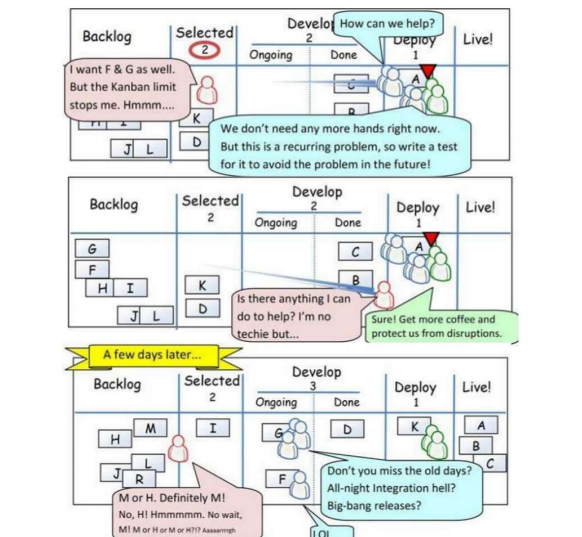 Backlog
Selected
2
Develop
2
How can we help?
Ongoing
Done
Deploy
1
Live!
I want F & G as well.
But the Kanban limit
stops me. Hmmm....
C
A
B
K
D
H I
J L
We don't need any more hands right now.
But this is a recurring problem, so write a test
for it to avoid the problem in the future!
Backlog
Selected
2
Develop
2
Ongoing
Done
Deploy
1
Live!
G
F
H I
J L
K
D
C
B
A
Is there anything I can
do to help? I'm no
techie but...
Sure! Get more coffee and
protect us from disruptions.
A few days later...
Backlog
Selected
2
Develop
3
Ongoing
Done
Deploy
1
Live!
H
M
J
L
R
I
G
F
D
K
A
B
C
M or H. Definitely M!
No, H! Hmmmmm. No wait,
M! M or H or M or H?!? Aaaaarrrgh
Don't you miss the old days?
All-night Integration hell?
Big-bang releases?
LOL